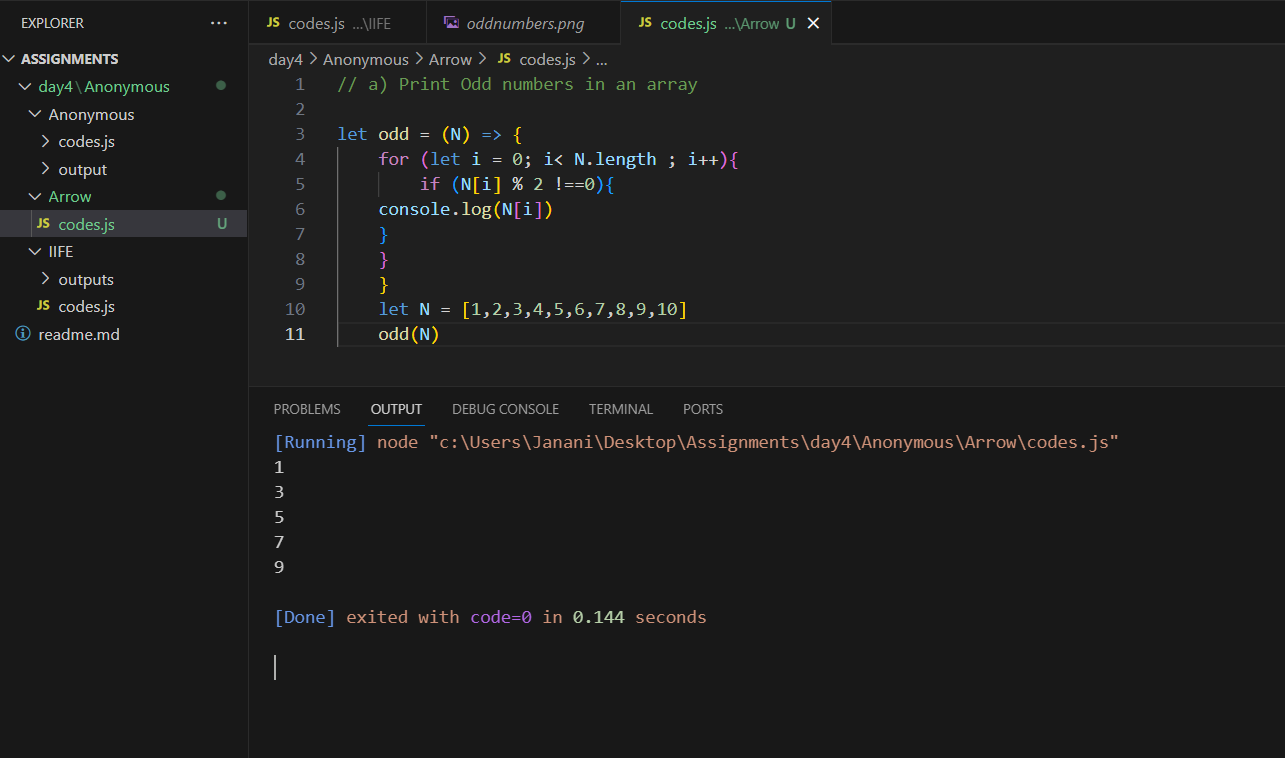 EXPLORER ...
ASSIGNMENTS
day4\Anonymous
Anonymous
codes.js
output
Arrow
JS codes.js U
IIFE
outputs
JS codes.js
readme.md
JS codes.js ...\IIFE oddnumbers.png JS codes.js ...\Arrow U
day4 > Anonymous > Arrow > JS codes.js > ...
1 // a) Print Odd numbers in an array
2
3 let odd = (N) => {
4 for (let i = 0; i< N.length ; i++){
5 if (N[i] % 2 !==0){
6 console.log(N[i])
7 }
8 }
9 }
10 let N = [1,2,3,4,5,6,7,8,9,10]
11 odd(N)
PROBLEMS OUTPUT DEBUG CONSOLE TERMINAL PORTS
[Running] node "c:\Users\Janani\Desktop\Assignments\day4\Anonymous\Arrow\codes.js"
1
3
5
7
9
[Done] exited with code=0 in 0.144 seconds